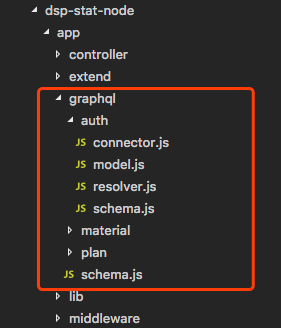 dsp-stat-node
app
controller
extend
graphql
auth
JS connector.js
JS model.js
JS resolver.js
JS schema.js
material
plan
JS schema.js
lib
middleware